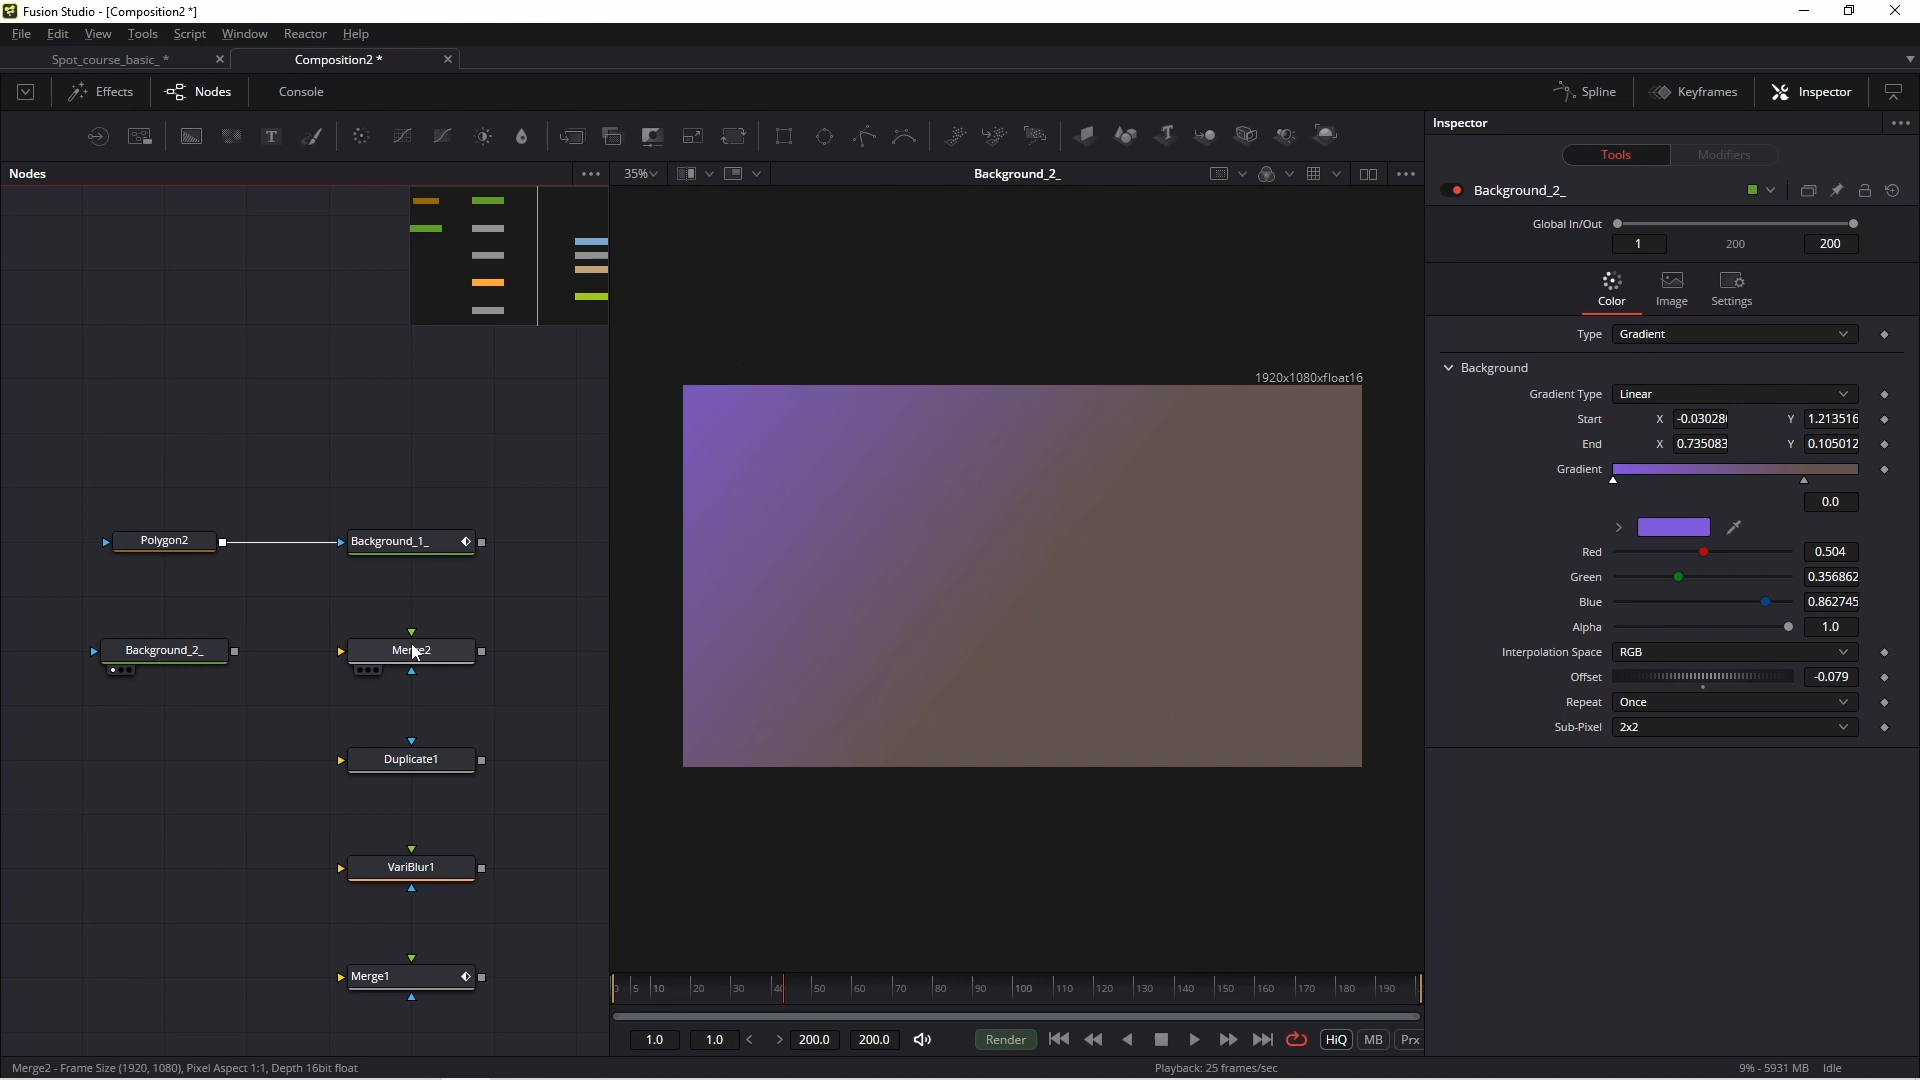 Fusion Studio - [Composition2 *]
File Edit View Tools Script Window Reactor Help
Spot_course_basic_ *
Composition2 *
Effects
Nodes
Console
Spline
Keyframes
Inspector
Nodes
35%
Background_2_
Inspector
Tools
Modifiers
Background_2_
Global In/Out
1
200
200
Color
Image
Settings
Type
Gradient
Background
Gradient Type
Linear
Start X -0.03028 Y 1.213516
End X 0.735083 Y 0.105012
Gradient
0.0
Red
0.504
Green
0.356862
Blue
0.862745
Alpha
1.0
Interpolation Space
RGB
Offset
-0.079
Repeat
Once
Sub-Pixel
2x2
1920x1080xfloat16
Polygon2
Background_1_
Background_2_
Merge2
Duplicate1
VariBlur1
Merge1
5 10 20 30 50 60 70 80 90 100 110 120 130 140 150 160 170 180 190
1.0
1.0
200.0
200.0
Render
HiQ
MB
Prx
Merge2 - Frame Size (1920, 1080), Pixel Aspect 1:1, Depth 16bit float
Playback: 25 frames/sec
9% - 5931 MB
Idle